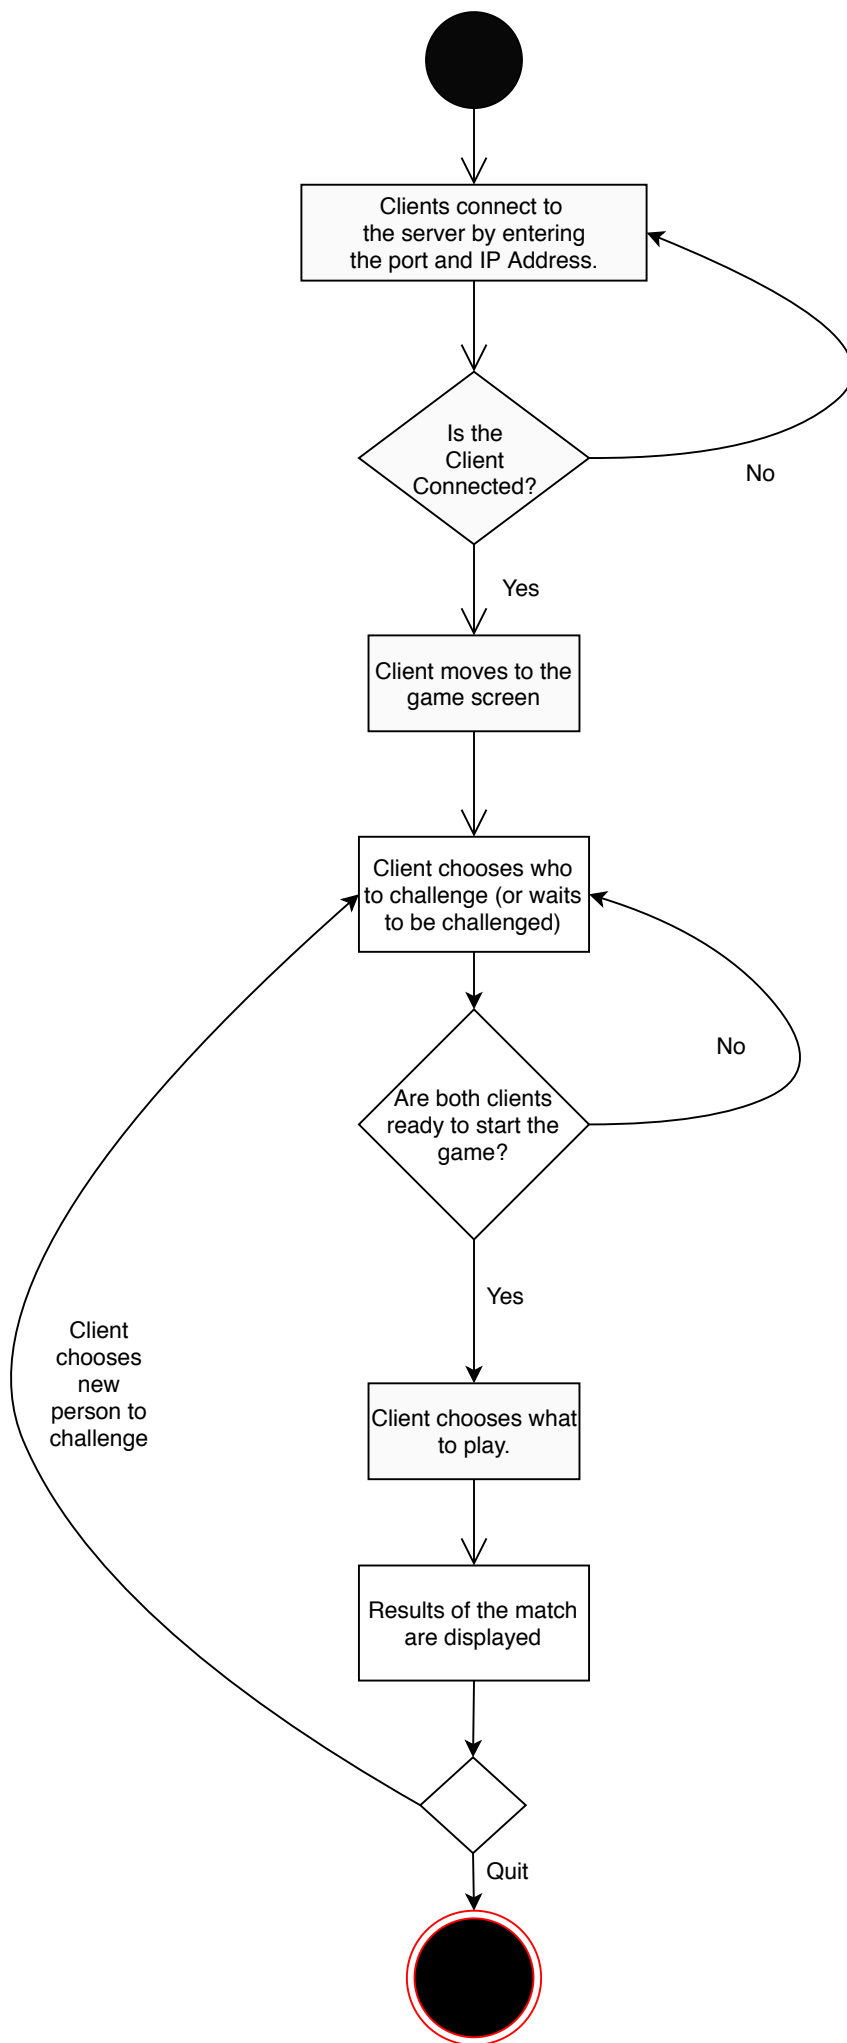 Clients connect to
the server by entering
the port and IP Address.
Is the
Client
Connected?
No
Yes
Client moves to the
game screen
Client chooses who
to challenge (or waits
to be challenged)
No
Are both clients
ready to start the
game?
Yes
Client
chooses
new
person to
challenge
Client chooses what
to play.
Results of the match
are displayed
Quit